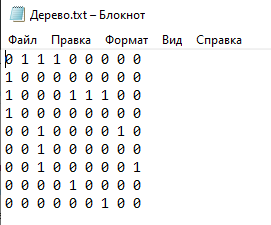 Дерево.txt – Блокнот
Файл Правка Формат Вид Справка
0 1 1 1 0 0 0 0 0
1 0 0 0 0 0 0 0 0
1 0 0 0 1 1 1 0 0
1 0 0 0 0 0 0 0 0
0 0 1 0 0 0 0 1 0
0 0 1 0 0 0 0 0 0
0 0 1 0 0 0 0 0 1
0 0 0 0 1 0 0 0 0
0 0 0 0 0 0 1 0 0